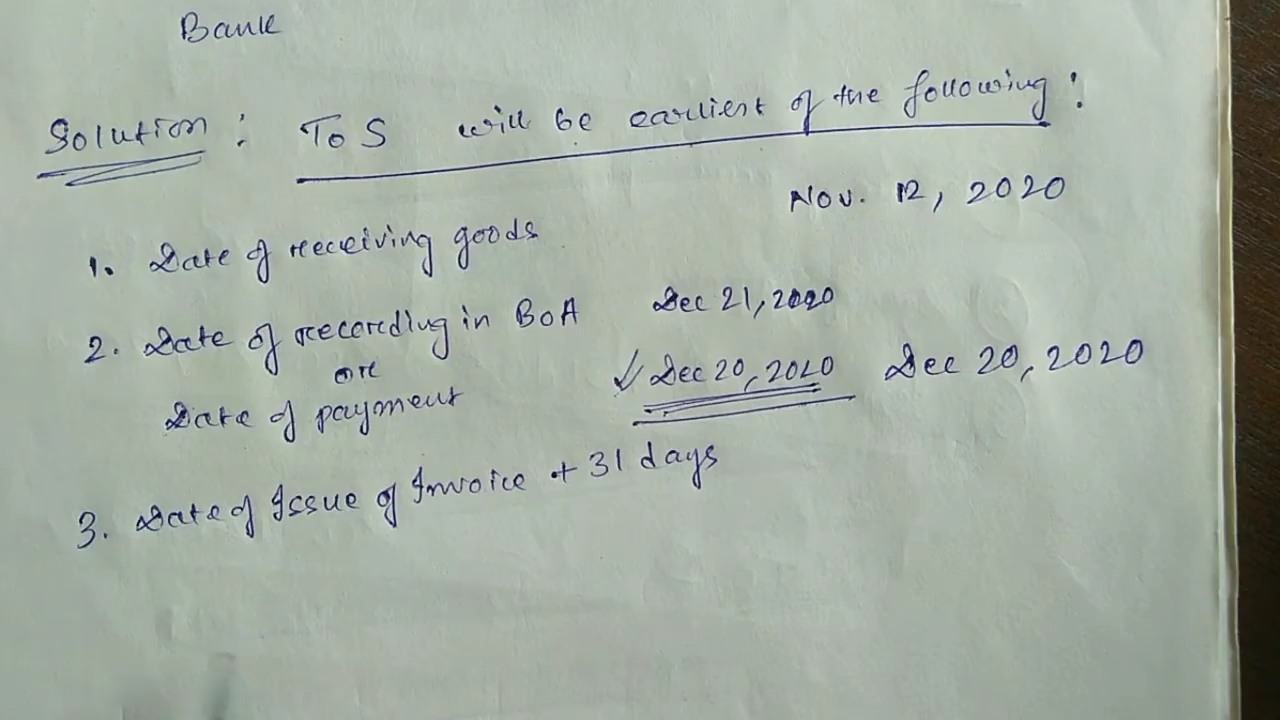 Bank
Solution : ToS will be earliest of the following :
1. Date of receiving goods Nov. 12, 2020
2. Date of recording in BoA Dec 21, 2020
or
Date of payment ✓ Dec 20, 2020 Dec 20, 2020
3. Date of Issue of Invoice + 31 days